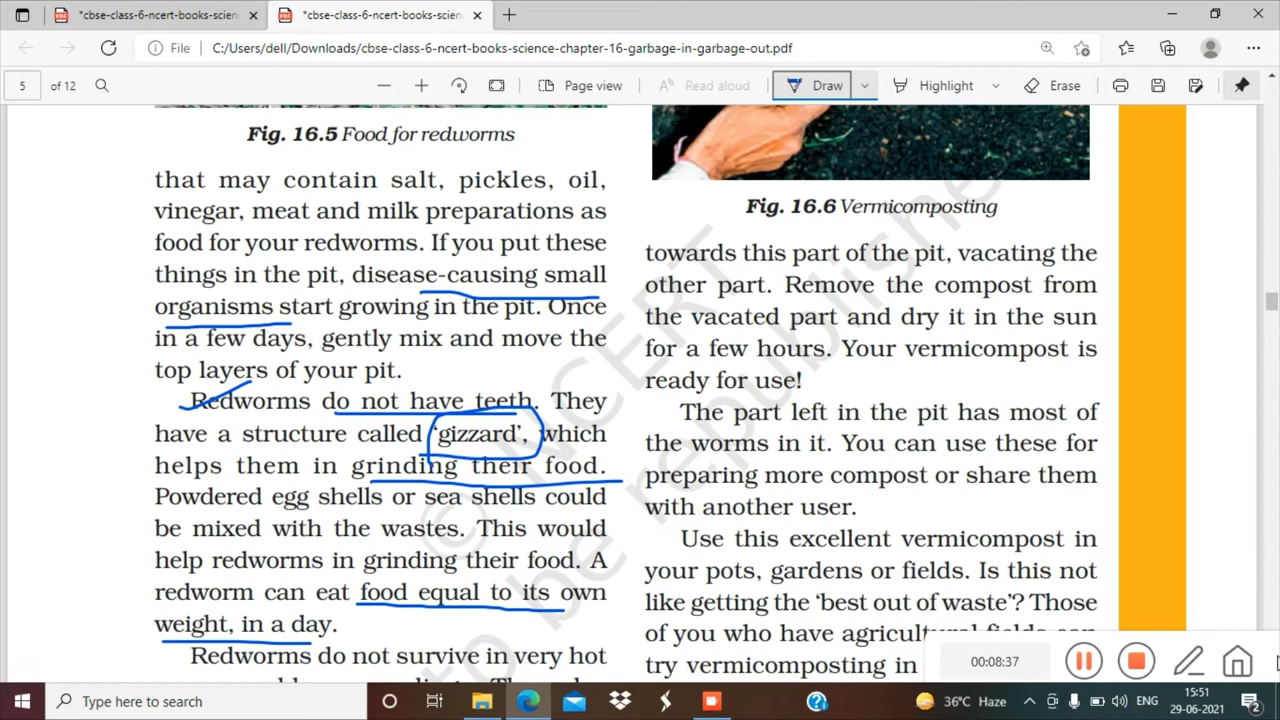 *cbse-class-6-ncert-books-scien
*cbse-class-6-ncert-books-scien
File
C:/Users/dell/Downloads/cbse-class-6-ncert-books-science-chapter-16-garbage-in-garbage-out.pdf
5 of 12
Page view
Read aloud
Draw
Highlight
Erase
Fig. 16.5 Food for redworms
that may contain salt, pickles, oil,
vinegar, meat and milk preparations as
food for your redworms. If you put these
things in the pit, disease-causing small
organisms start growing in the pit. Once
in a few days, gently mix and move the
top layers of your pit.
Redworms do not have teeth. They
have a structure called 'gizzard', which
helps them in grinding their food.
Powdered egg shells or sea shells could
be mixed with the wastes. This would
help redworms in grinding their food. A
redworm can eat food equal to its own
weight, in a day.
Redworms do not survive in very hot
Fig. 16.6 Vermicomposting
towards this part of the pit, vacating the
other part. Remove the compost from
the vacated part and dry it in the sun
for a few hours. Your vermicompost is
ready for use!
The part left in the pit has most of
the worms in it. You can use these for
preparing more compost or share them
with another user.
Use this excellent vermicompost in
your pots, gardens or fields. Is this not
like getting the 'best out of waste'? Those
of you who have agricultural fields can
try vermicomposting in
© NCERT
to be republishe
00:08:37
Type here to search
36°C Haze
ENG
15:51
29-06-2021
2